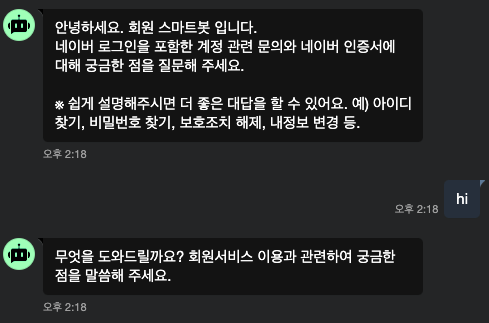 안녕하세요. 회원 스마트봇 입니다.
네이버 로그인을 포함한 계정 관련 문의와 네이버 인증서에
대해 궁금한 점을 질문해 주세요.
※ 쉽게 설명해주시면 더 좋은 대답을 할 수 있어요. 예) 아이디
찾기, 비밀번호 찾기, 보호조치 해제, 내정보 변경 등.
오후 2:18
오후 2:18 hi
무엇을 도와드릴까요? 회원서비스 이용과 관련하여 궁금한
점을 말씀해 주세요.
오후 2:18